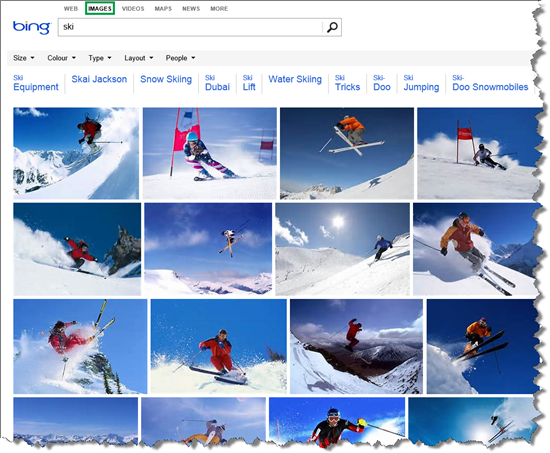 WEB IMAGES VIDEOS MAPS NEWS MORE
bing
ski
Size Colour Type Layout People
Ski Equipment Skai Jackson Snow Skiing Ski Dubai Ski Lift Water Skiing Ski Tricks Ski-Doo Ski Jumping Ski-Doo Snowmobiles